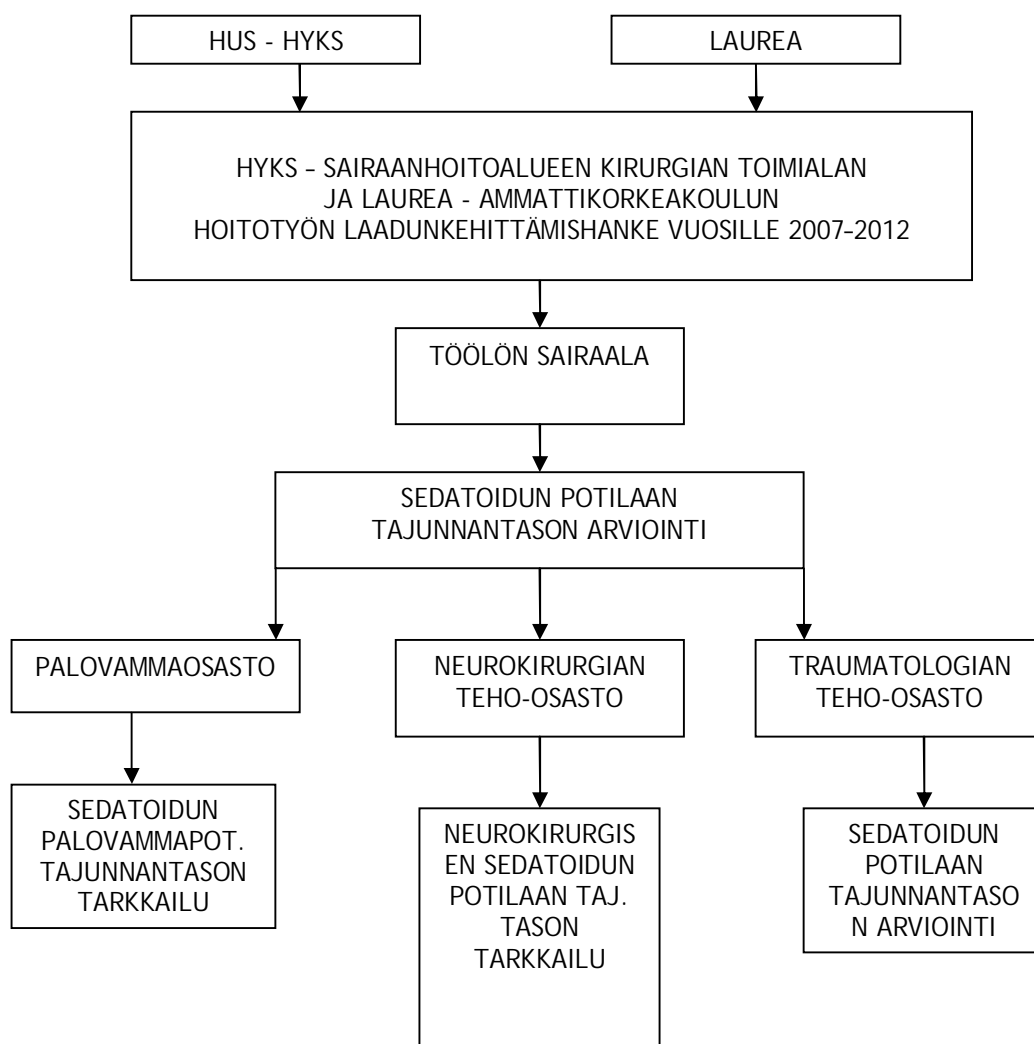 HUS - HYKS
LAUREA
HYKS – SAIRAANHOITOALUEEN KIRURGIAN TOIMIALAN
JA LAUREA - AMMATTIKORKEAKOULUN
HOITOTYÖN LAADUNKEHITTÄMISHANKE VUOSILLE 2007–2012
TÖÖLÖN SAIRAALA
SEDATOIDUN POTILAAN
TAJUNNANTASON ARVIOINTI
PALOVAMMAOSASTO
NEUROKIRURGIAN
TEHO-OSASTO
TRAUMATOLOGIAN
TEHO-OSASTO
SEDATOIDUN
PALOVAMMAPOT.
TAJUNNANTASON
TARKKAILU
NEUROKIRURGIS
EN SEDATOIDUN
POTILAAN TAJ.
TASON
TARKKAILU
SEDATOIDUN
POTILAAN
TAJUNNANTASO
N ARVIOINTI